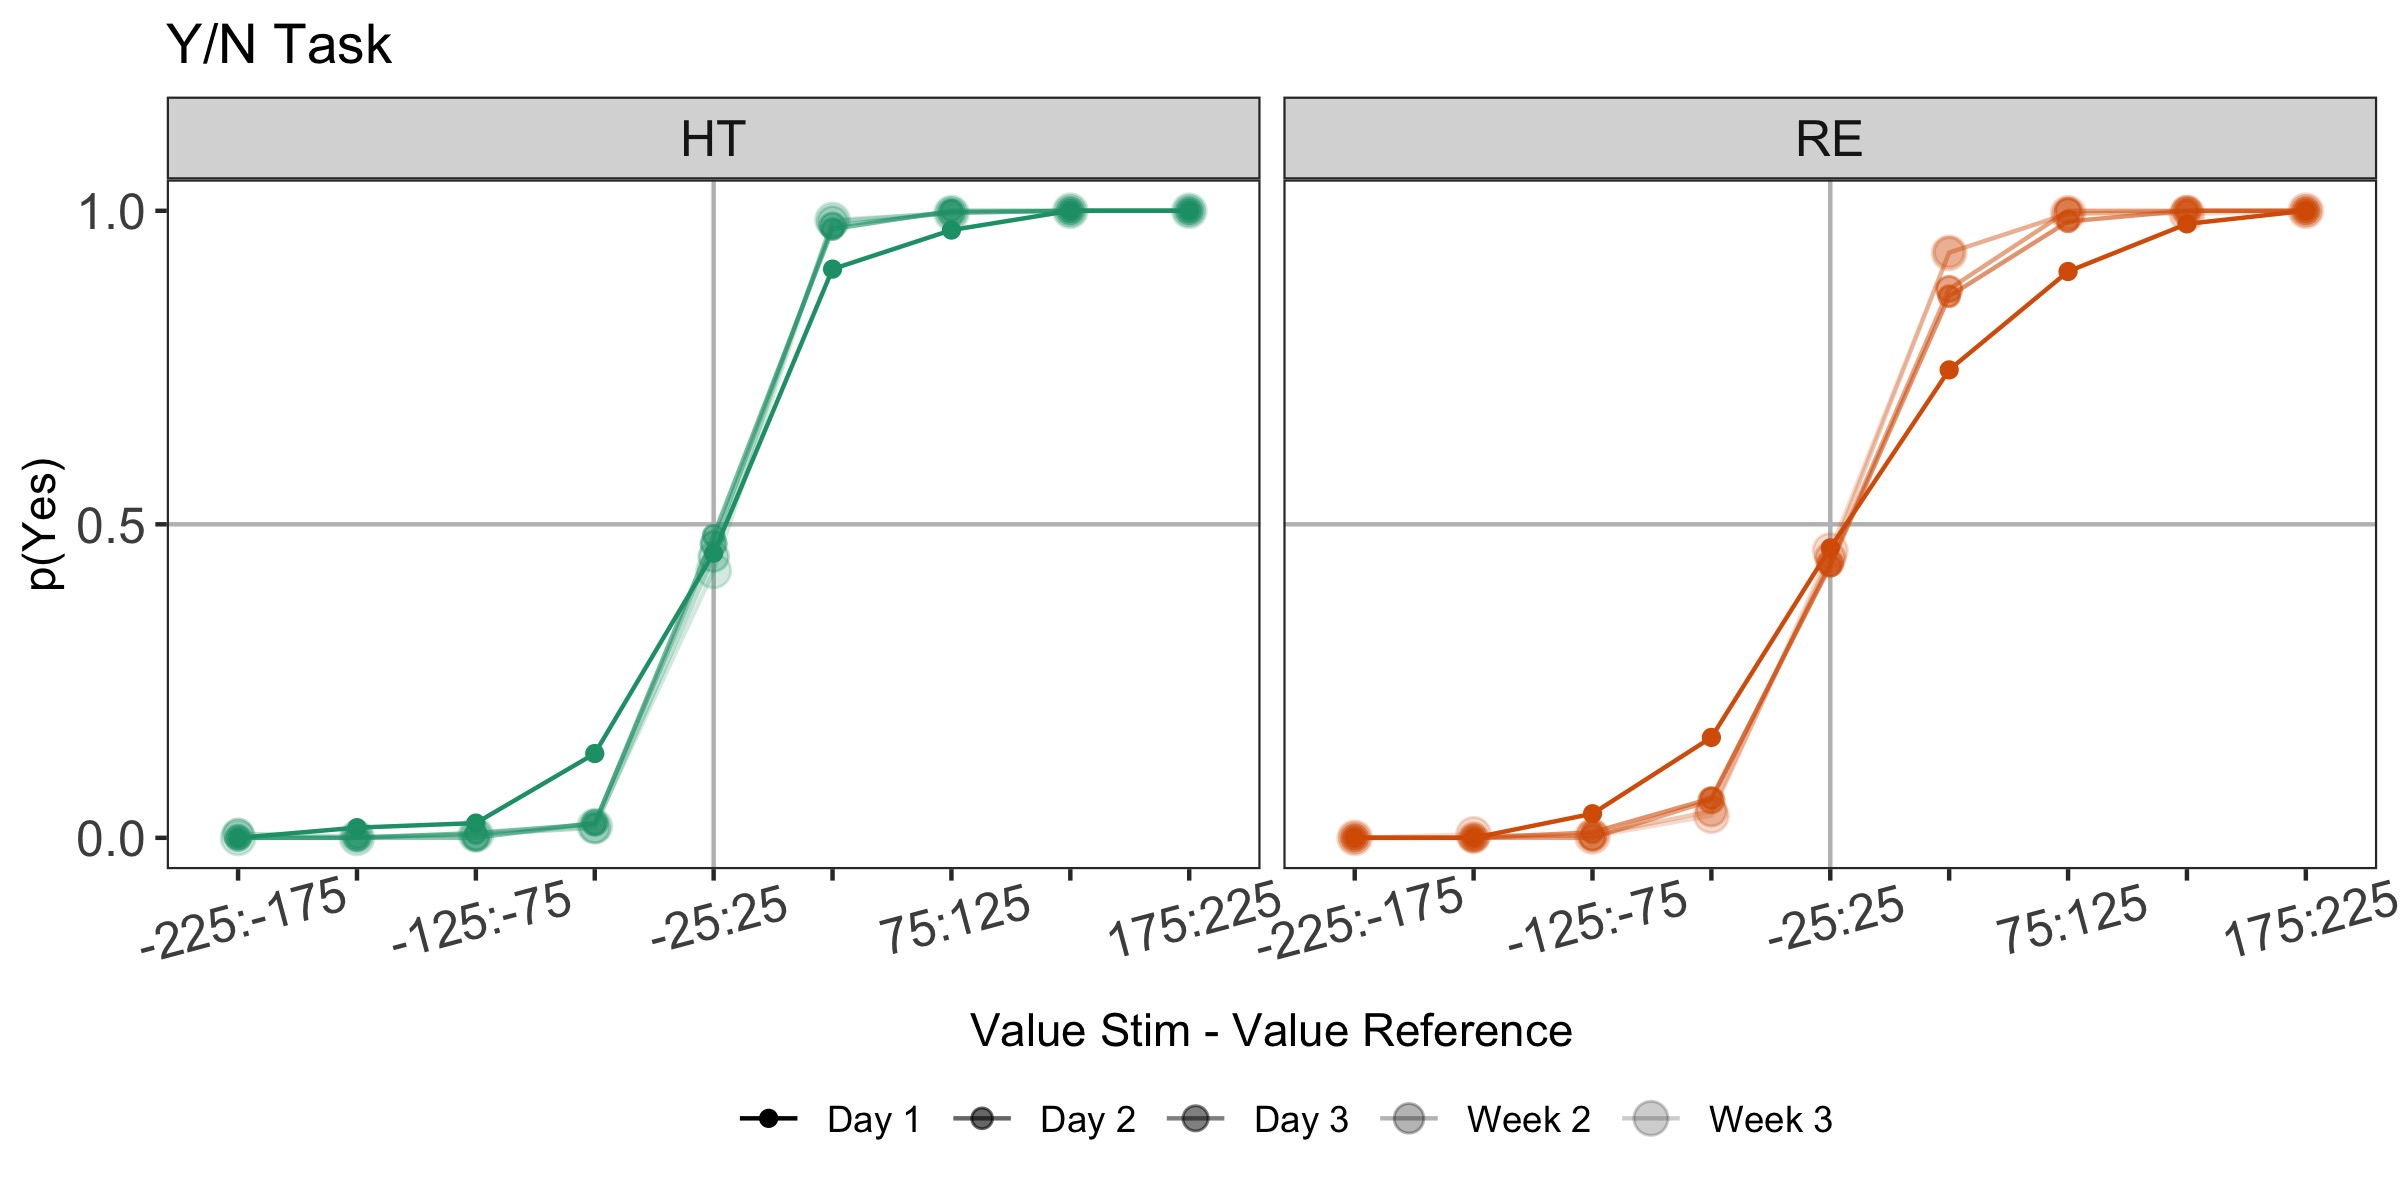 Y/N Task
HT
RE
1.0
0.5
0.0
p(Yes)
-225:-175 -125:-75 -25:25 75:125 175:225
-225:-175 -125:-75 -25:25 75:125 175:225
Value Stim - Value Reference
Day 1 Day 2 Day 3 Week 2 Week 3